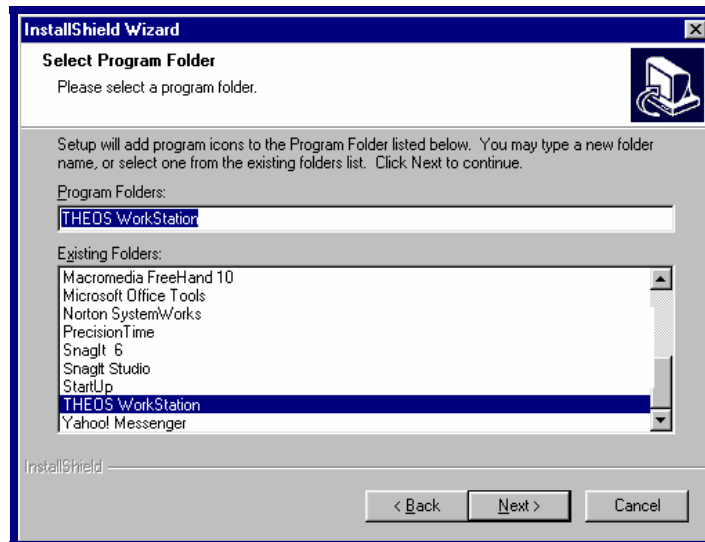 InstallShield Wizard
Select Program Folder
Please select a program folder.
Setup will add program icons to the Program Folder listed below. You may type a new folder
name, or select one from the existing folders list. Click Next to continue.
Program Folders:
THEOS WorkStation
Existing Folders:
Macromedia FreeHand 10
Microsoft Office Tools
Norton SystemWorks
PrecisionTime
SnagIt 6
SnagIt Studio
StartUp
THEOS WorkStation
Yahoo! Messenger
InstallShield
< Back Next > Cancel